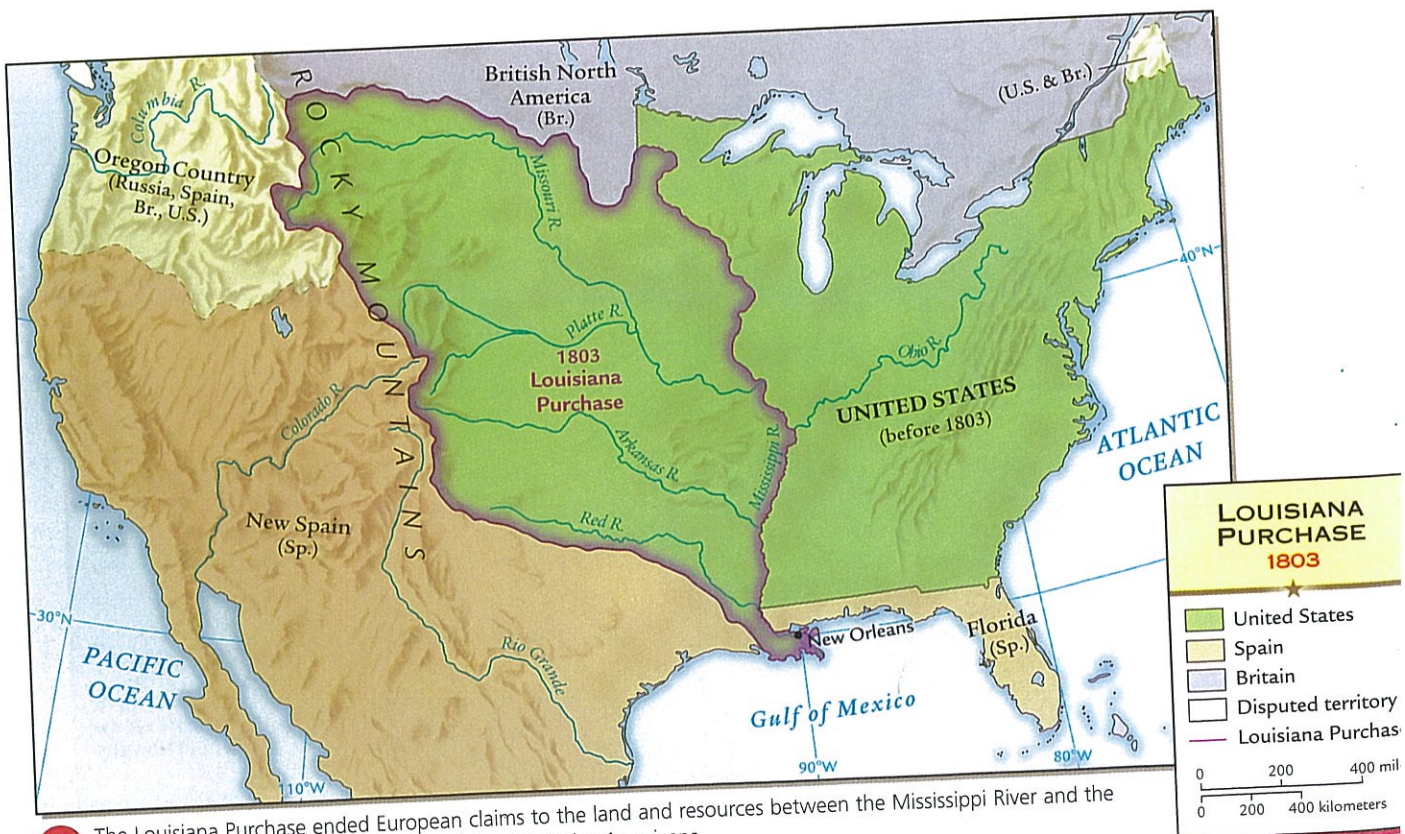 ROCKY MOUNTAINS
British North
America
(Br.)
(U.S. & Br.)
Columbia R.
Oregon Country
(Russia, Spain,
Br., U.S.)
Missouri R.
40°N
Platte R.
Ohio R.
1803
Louisiana
Purchase
UNITED STATES
(before 1803)
Colorado R.
Arkansas R.
Mississippi R.
ATLANTIC
OCEAN
New Spain
(Sp.)
Red R.
30°N
New Orleans
Florida
(Sp.)
PACIFIC
OCEAN
Rio Grande
Gulf of Mexico
110°W
90°W
80°W
LOUISIANA
PURCHASE
1803
United States
Spain
Britain
Disputed territory
Louisiana Purchas
0 200 400 mil
0 200 400 kilometers
The Louisiana Purchase ended European claims to the land and resources between the Mississippi River and the